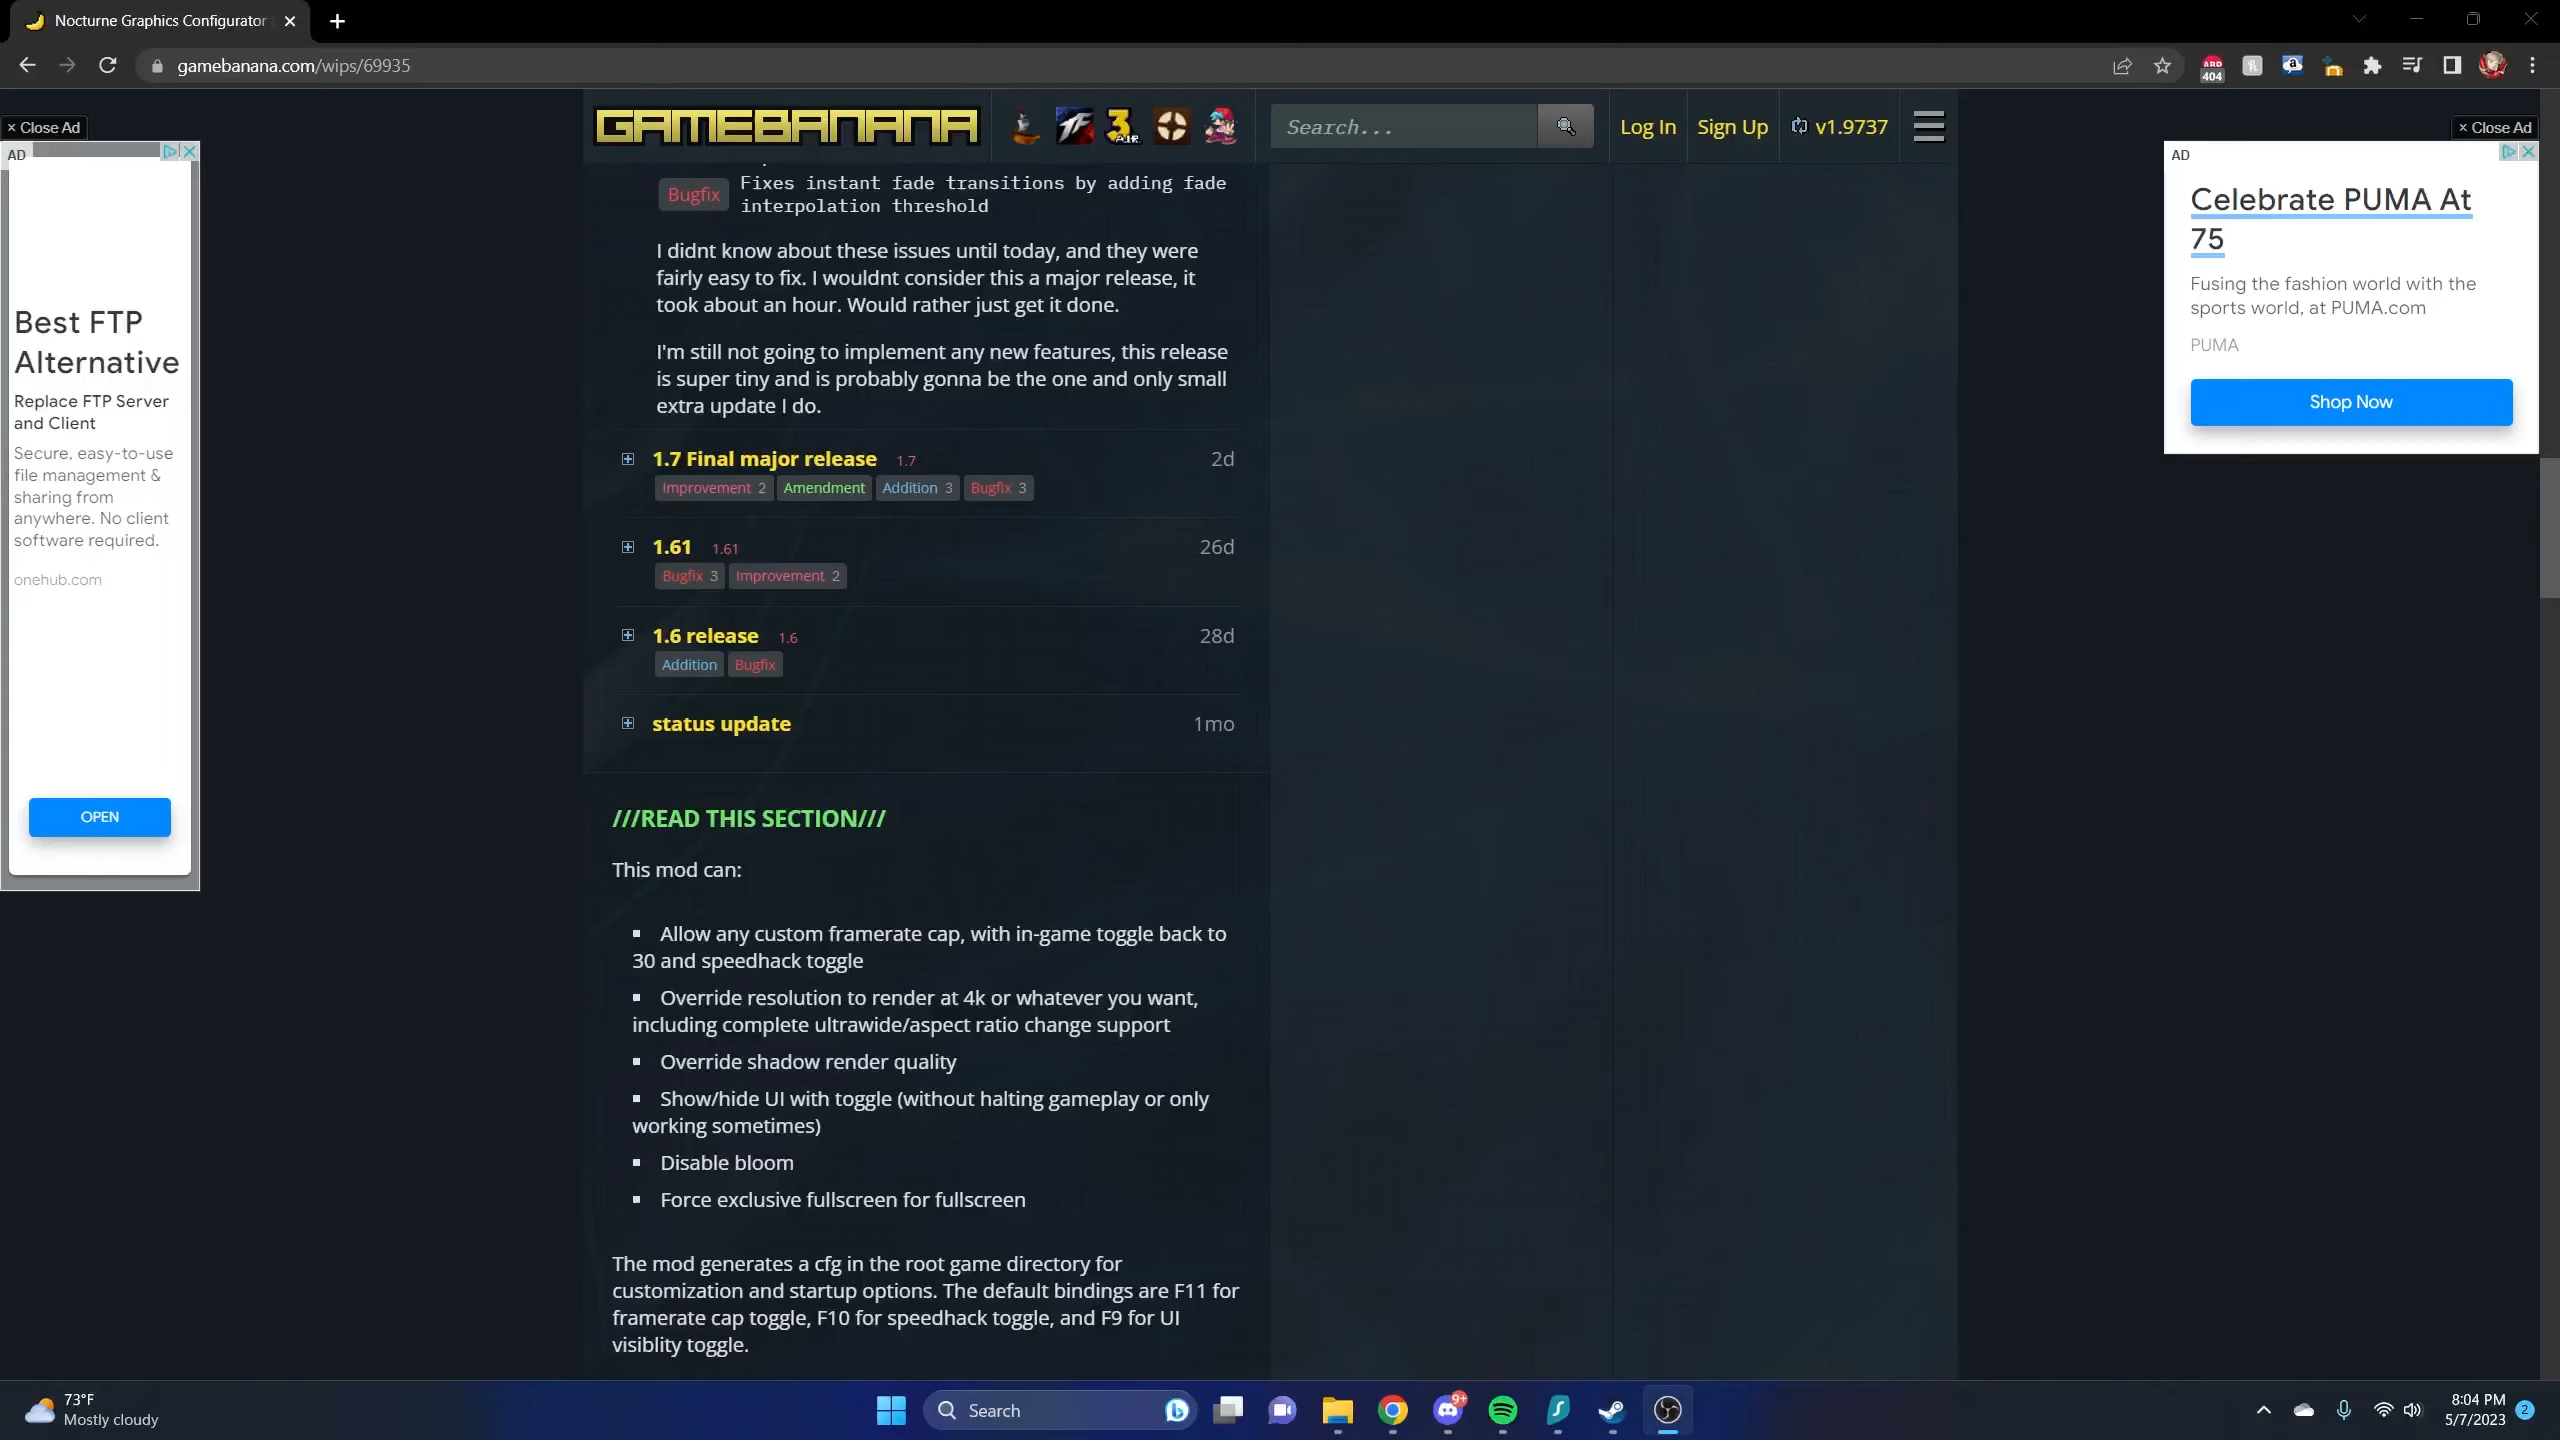 Nocturne Graphics Configurator
gamebanana.com/wips/69935
ABD
404
GAMEBANANA
3
AIR
Search...
Log In
Sign Up
v1.9737
× Close Ad
AD
Best FTP
Alternative
Replace FTP Server
and Client
Secure, easy-to-use
file management &
sharing from
anywhere. No client
software required.
onehub.com
OPEN
Bugfix
Fixes instant fade transitions by adding fade
interpolation threshold
I didnt know about these issues until today, and they were
fairly easy to fix. I wouldnt consider this a major release, it
took about an hour. Would rather just get it done.
I'm still not going to implement any new features, this release
is super tiny and is probably gonna be the one and only small
extra update I do.
1.7 Final major release 1.7 2d
Improvement 2 Amendment Addition 3 Bugfix 3
1.61 1.61 26d
Bugfix 3 Improvement 2
1.6 release 1.6 28d
Addition Bugfix
status update 1mo
///READ THIS SECTION///
This mod can:
Allow any custom framerate cap, with in-game toggle back to
30 and speedhack toggle
Override resolution to render at 4k or whatever you want,
including complete ultrawide/aspect ratio change support
Override shadow render quality
Show/hide UI with toggle (without halting gameplay or only
working sometimes)
Disable bloom
Force exclusive fullscreen for fullscreen
The mod generates a cfg in the root game directory for
customization and startup options. The default bindings are F11 for
framerate cap toggle, F10 for speedhack toggle, and F9 for UI
visiblity toggle.
× Close Ad
AD
Celebrate PUMA At
75
Fusing the fashion world with the
sports world, at PUMA.com
PUMA
Shop Now
73°F
Mostly cloudy
Search
9+
8:04 PM
5/7/2023
2